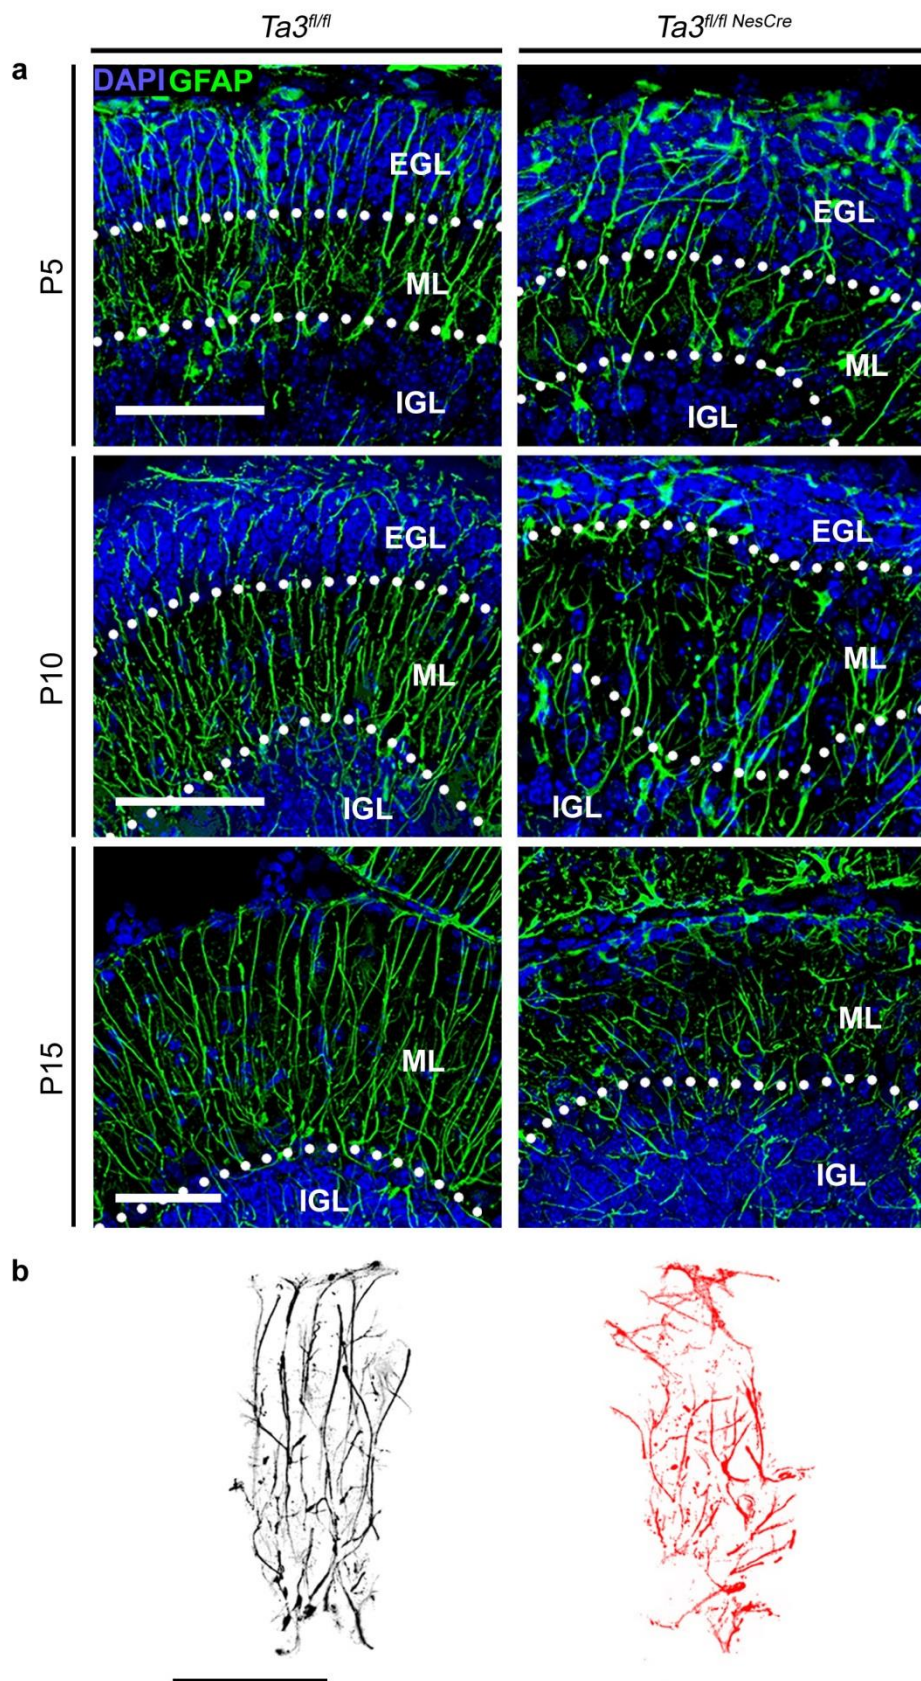 Ta3fl/fl Ta3fl/fl NesCre
a
DAPI GFAP
P5
EGL EGL
ML ML
IGL IGL
P10
EGL EGL
ML ML
IGL IGL
P15
ML ML
IGL IGL
b